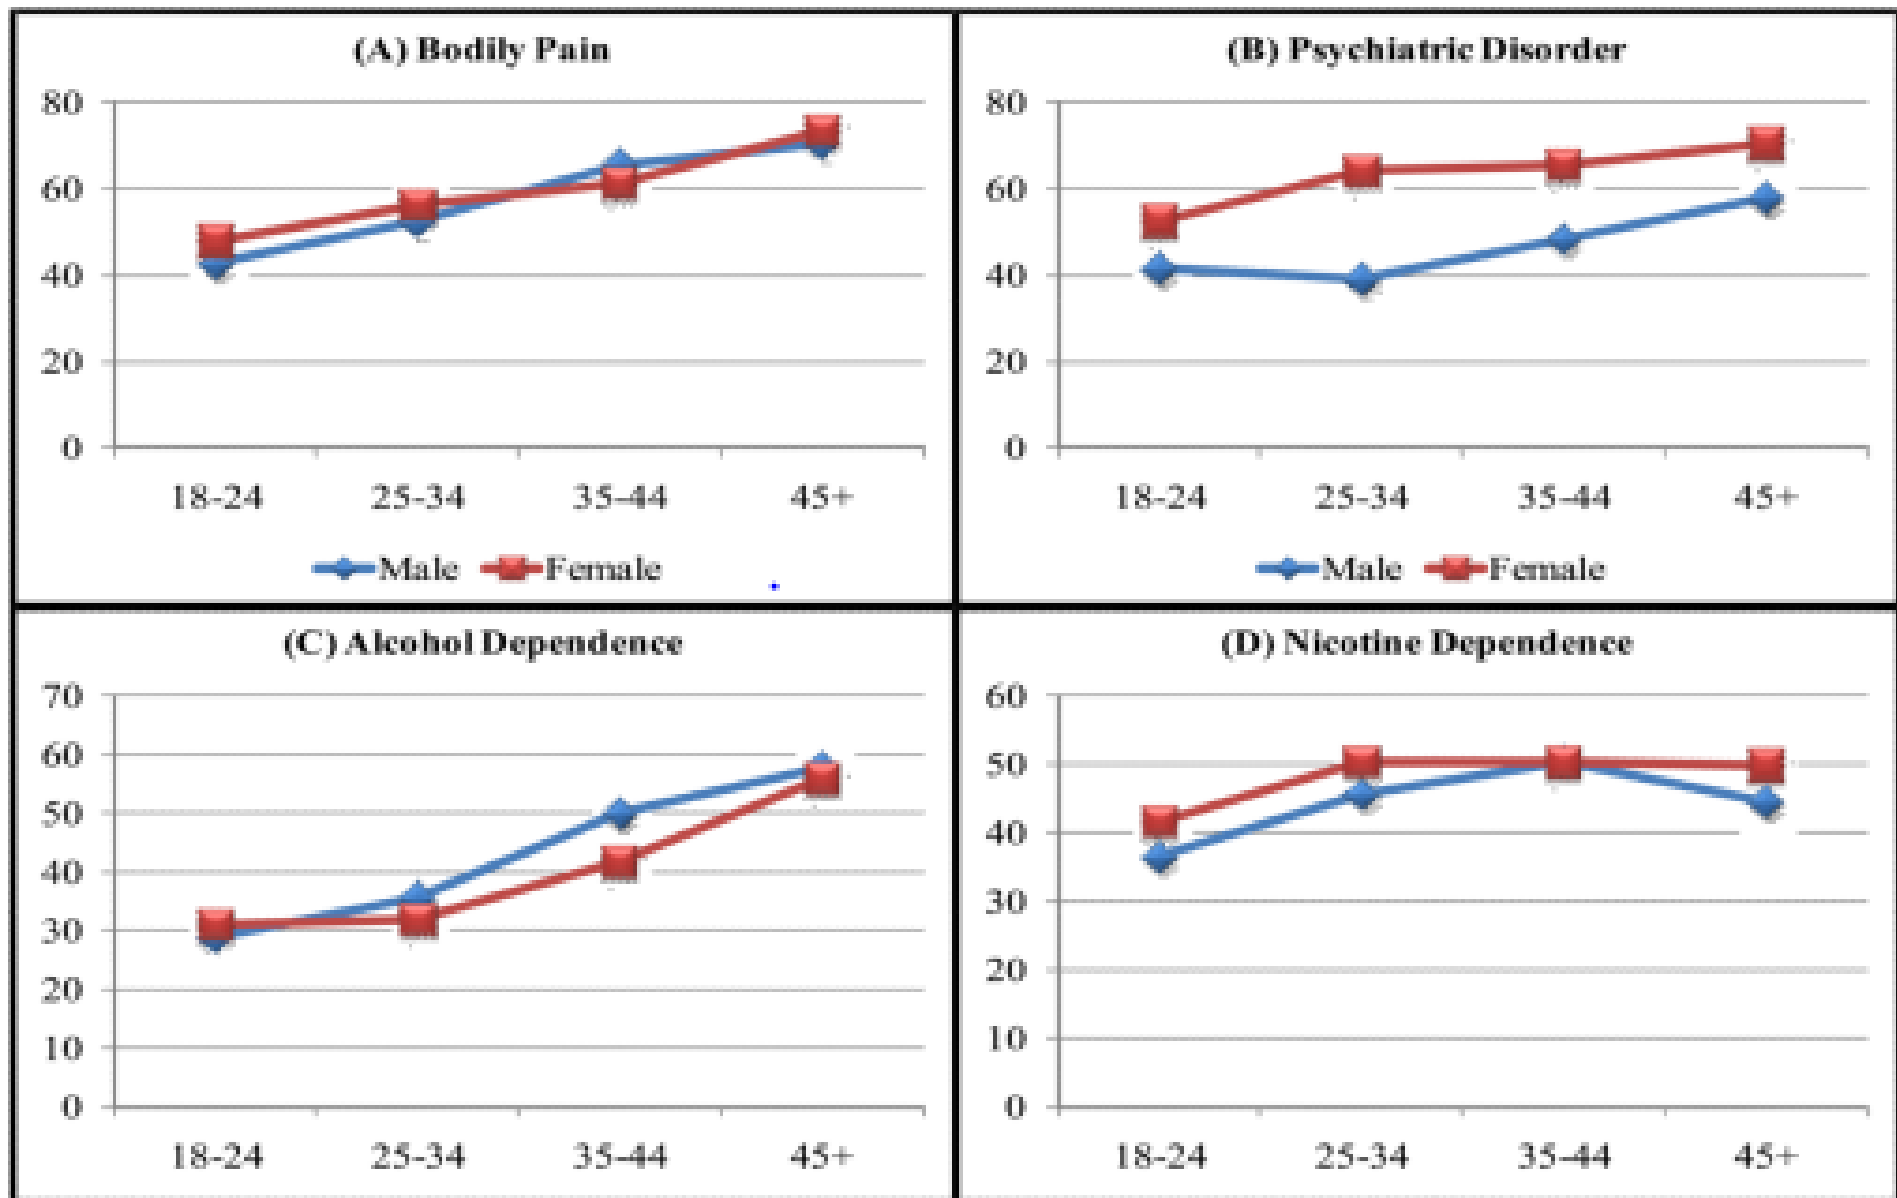 (A) Bodily Pain
80
60
40
20
0
18-24 25-34 35-44 45+
Male Female
(B) Psychiatric Disorder
80
60
40
20
0
18-24 25-34 35-44 45+
Male Female
(C) Alcohol Dependence
70
60
50
40
30
20
10
0
18-24 25-34 35-44 45+
(D) Nicotine Dependence
60
50
40
30
20
10
0
18-24 25-34 35-44 45+